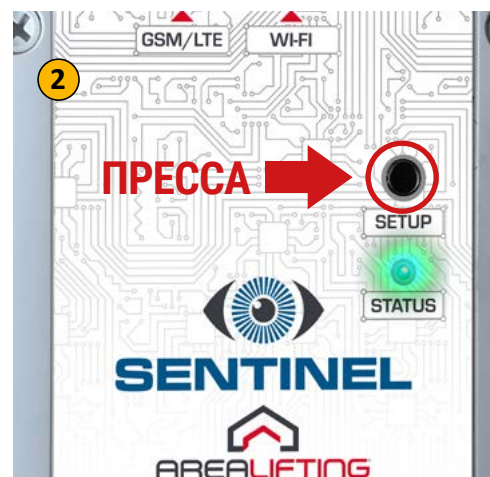 GSM/LTE WI-FI
2
ПРЕССА
SETUP
STATUS
SENTINEL
AREALIFTING